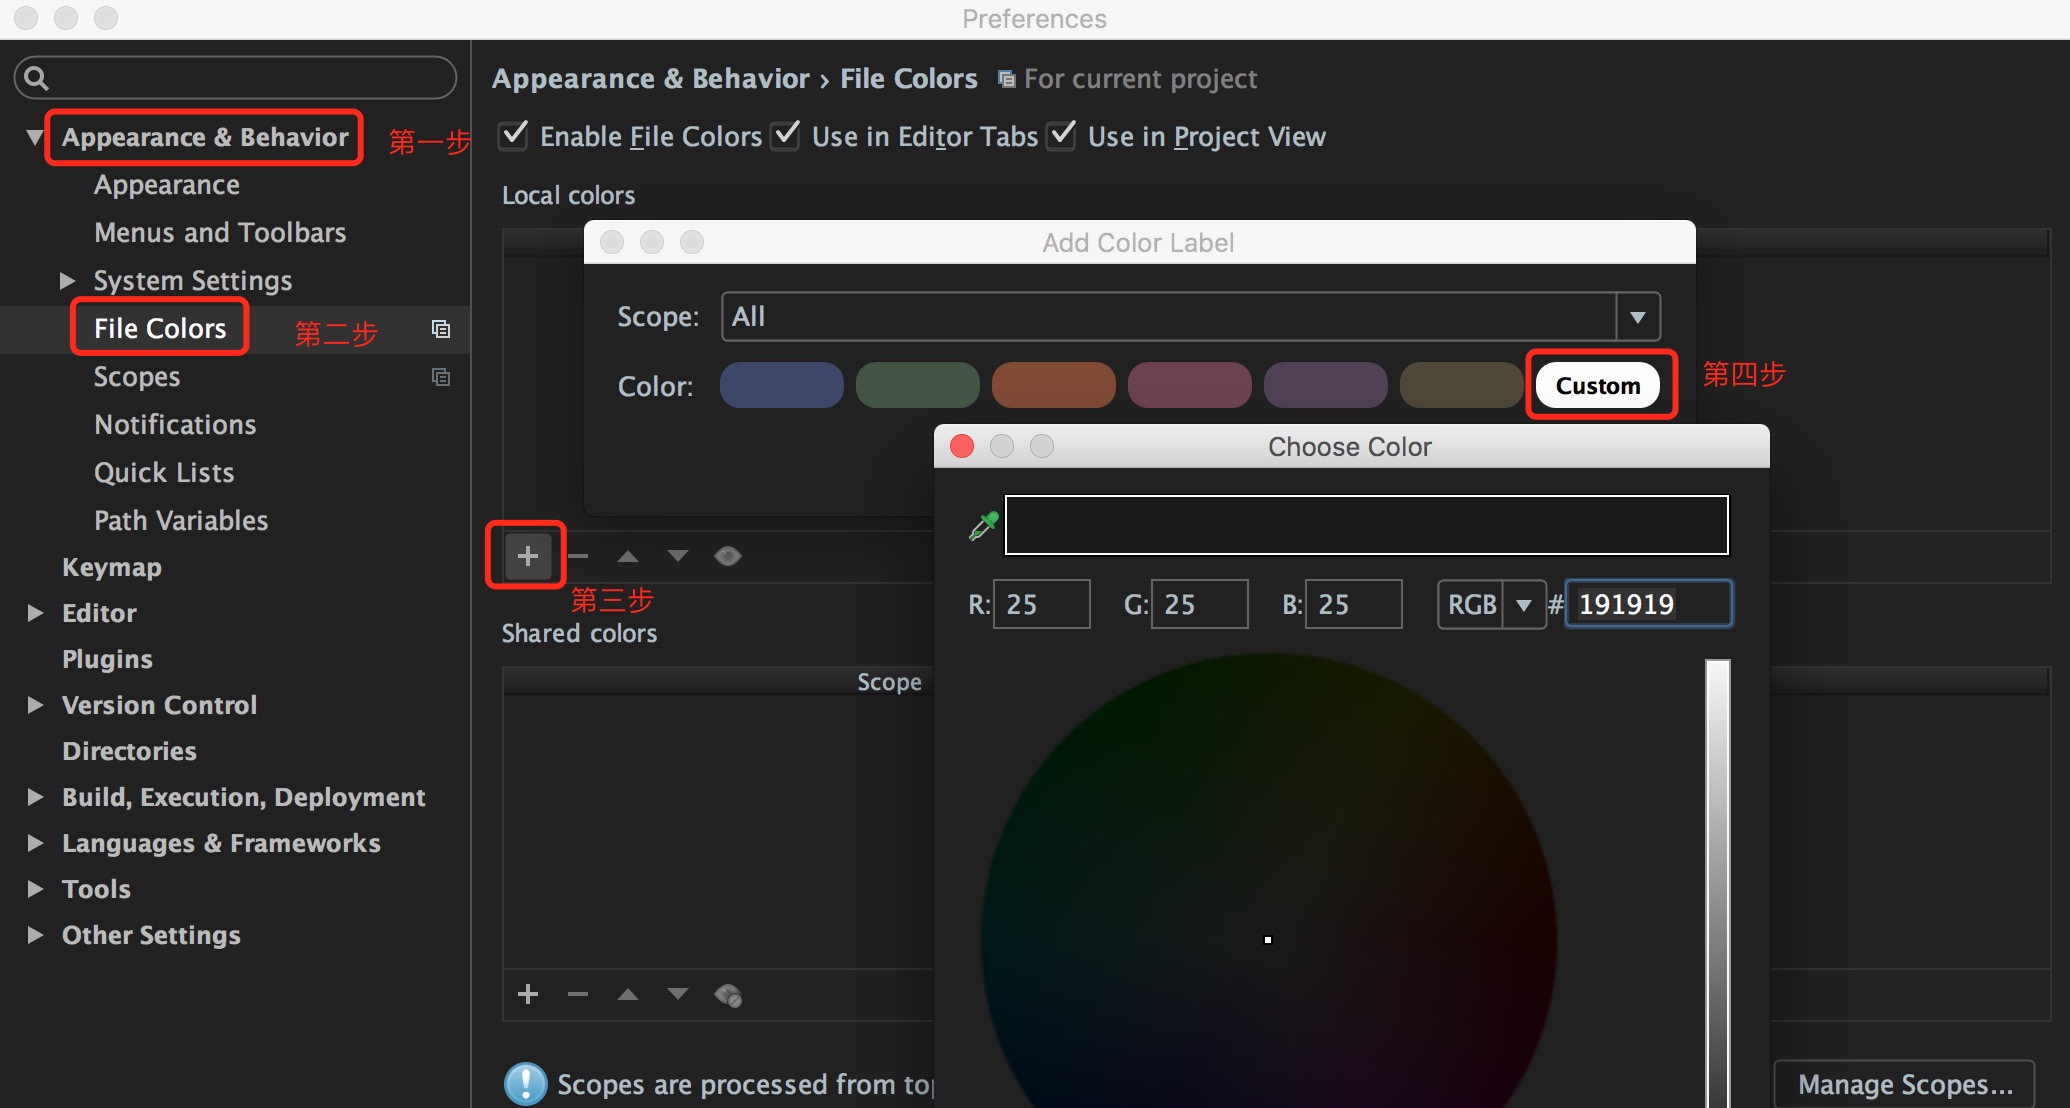 Preferences
Appearance & Behavior 第一步
Appearance
Menus and Toolbars
System Settings
File Colors 第二步
Scopes
Notifications
Quick Lists
Path Variables
Keymap
Editor
Plugins
Version Control
Directories
Build, Execution, Deployment
Languages & Frameworks
Tools
Other Settings
Appearance & Behavior › File Colors For current project
Enable File Colors Use in Editor Tabs Use in Project View
Local colors
Add Color Label
Scope: All
Color: Custom 第四步
Choose Color
R: 25 G: 25 B: 25 RGB # 191919
第三步
Shared colors
Scope
Scopes are processed from
Manage Scopes...